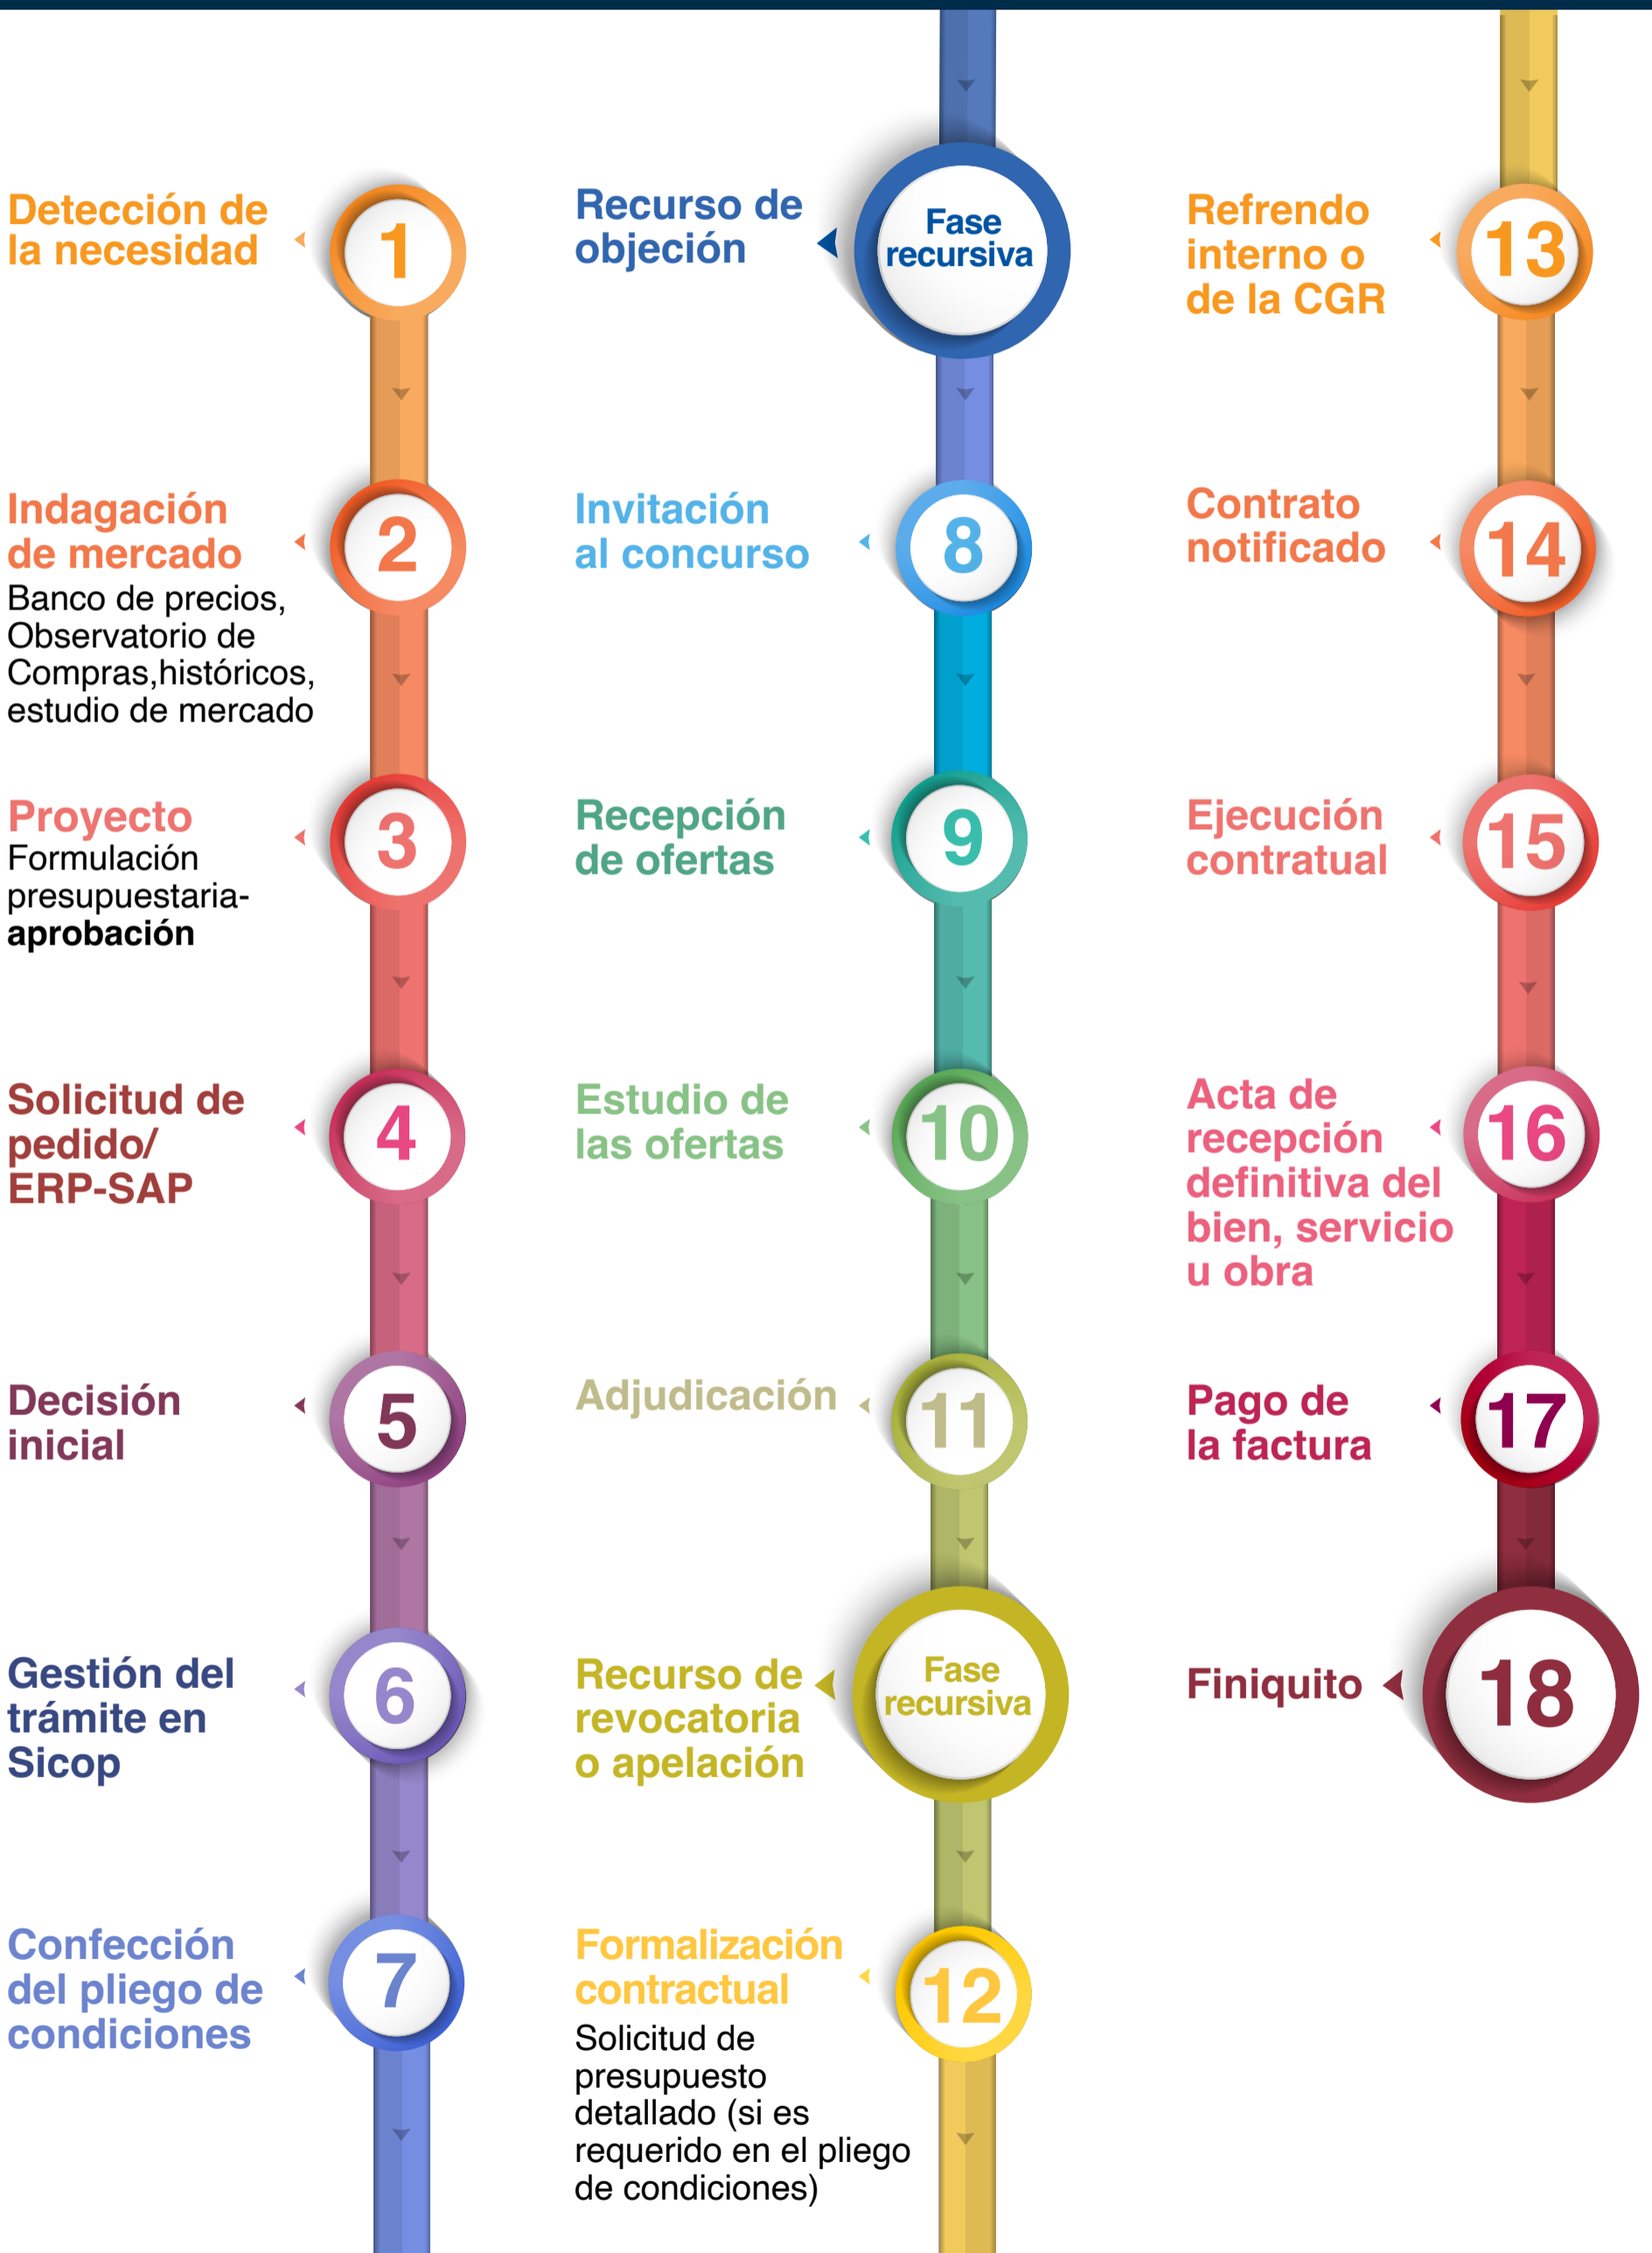 Detección de
la necesidad
1
Indagación
de mercado
2
Banco de precios,
Observatorio de
Compras,históricos,
estudio de mercado
Proyecto
3
Formulación
presupuestaria-
aprobación
Solicitud de
pedido/
ERP-SAP
4
Decisión
inicial
5
Gestión del
trámite en
Sicop
6
Confección
del pliego de
condiciones
7
Recurso de
objeción
Fase
recursiva
Invitación
al concurso
8
Recepción
de ofertas
9
Estudio de
las ofertas
10
Adjudicación
11
Recurso de
revocatoria
o apelación
Fase
recursiva
Formalización
contractual
12
Solicitud de
presupuesto
detallado (si es
requerido en el pliego
de condiciones)
Refrendo
interno o
de la CGR
13
Contrato
notificado
14
Ejecución
contratual
15
Acta de
recepción
definitiva del
bien, servicio
u obra
16
Pago de
la factura
17
Finiquito
18